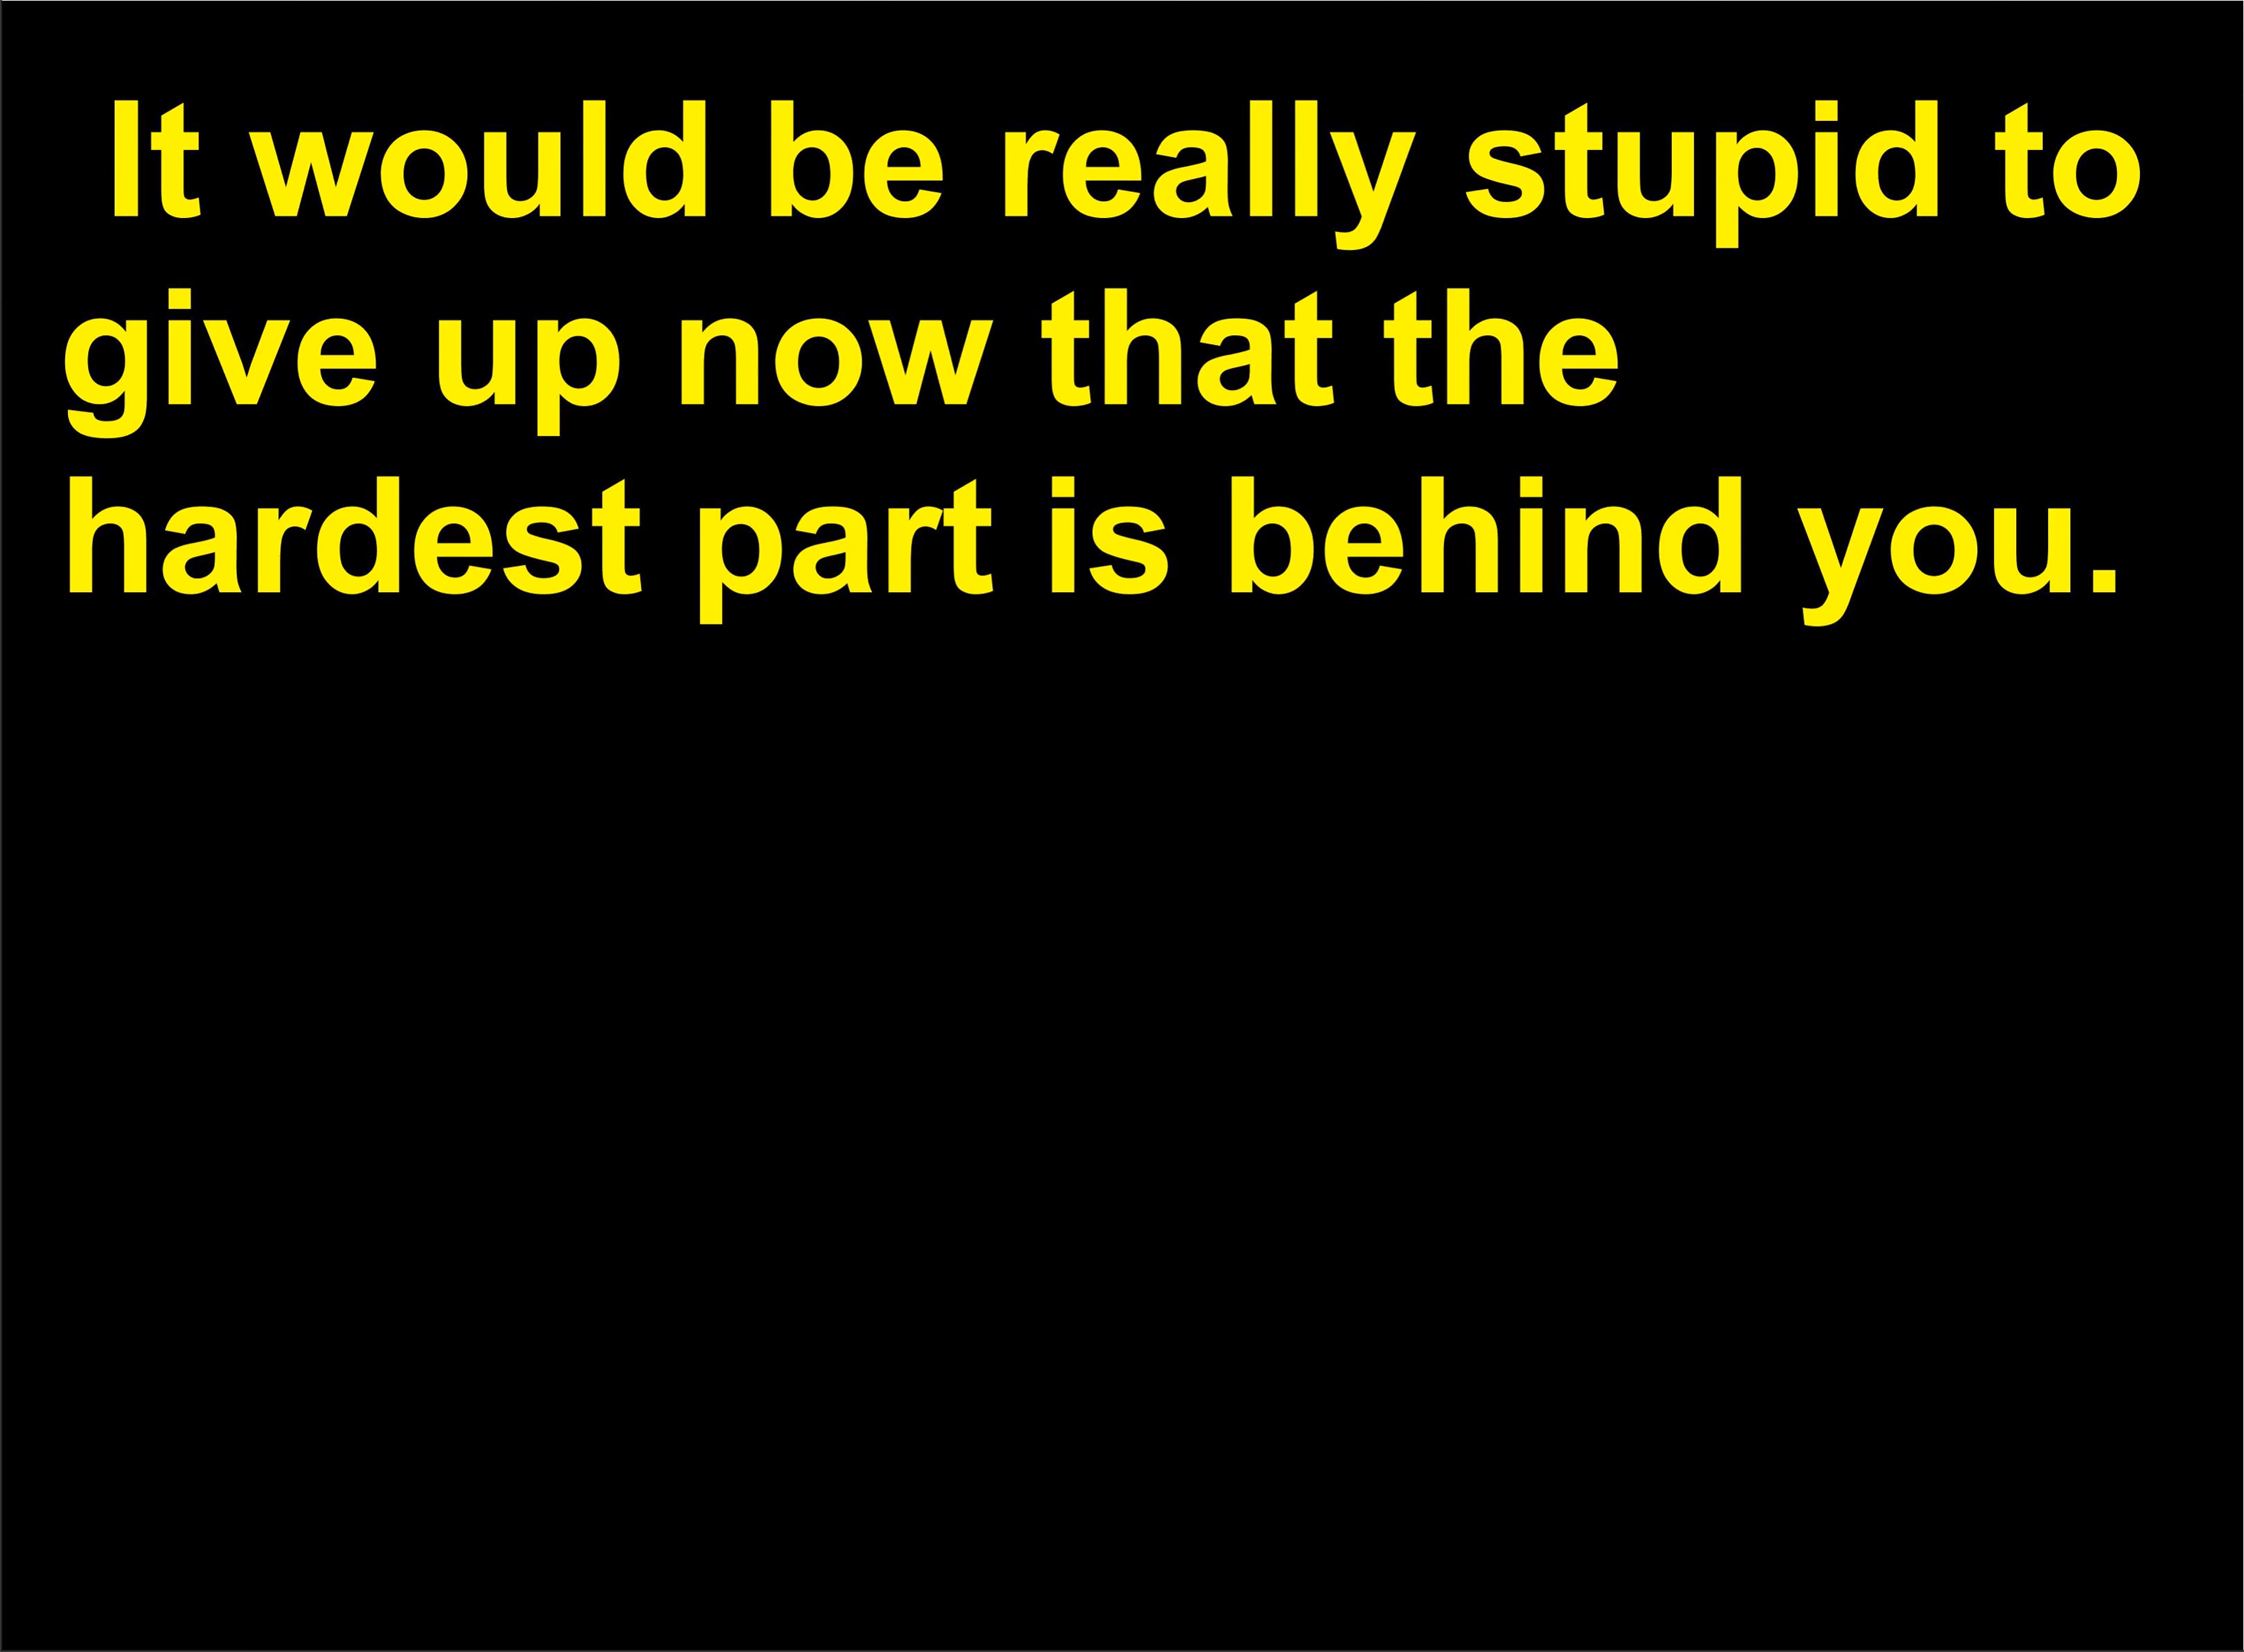 It would be really stupid to
give up now that the
hardest part is behind you.